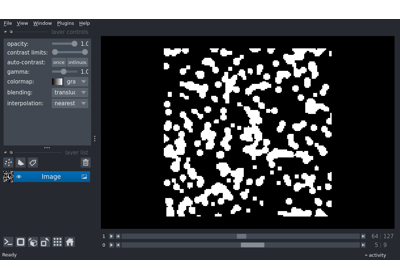 File View Window Plugins Help
layer controls
opacity: 1.0
contrast limits:
auto-contrast: once continuous
gamma: 1.0
colormap: gra
blending: translu
interpolation: nearest
layer list
Image
1 64 127
0 5 9
Ready activity